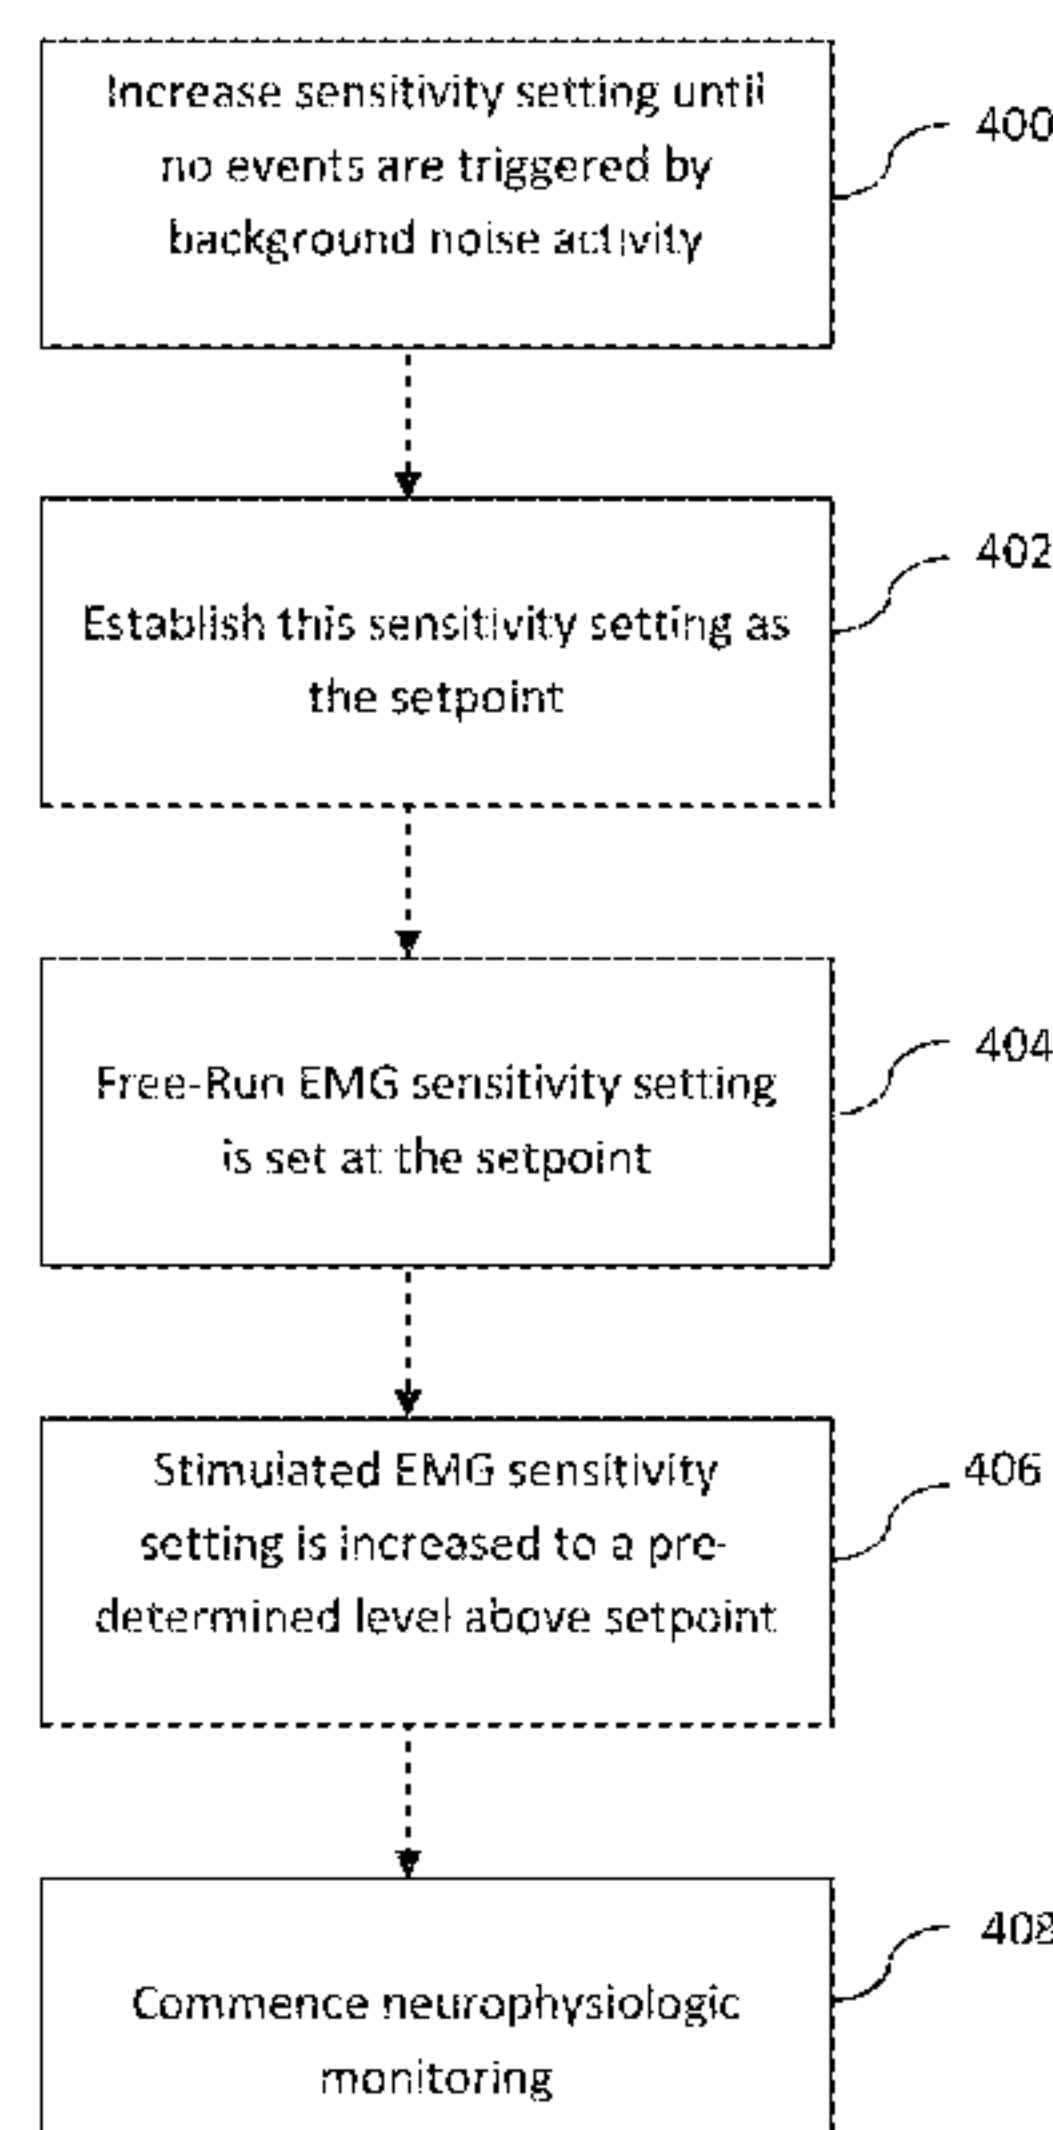 Increase sensitivity setting until
no events are triggered by
background noise activity
400
Establish this sensitivity setting as
the setpoint
402
Free-Run EMG sensitivity setting
is set at the setpoint
404
Stimulated EMG sensitivity
setting is increased to a pre-
determined level above setpoint
406
Commence neurophysiologic
monitoring
408